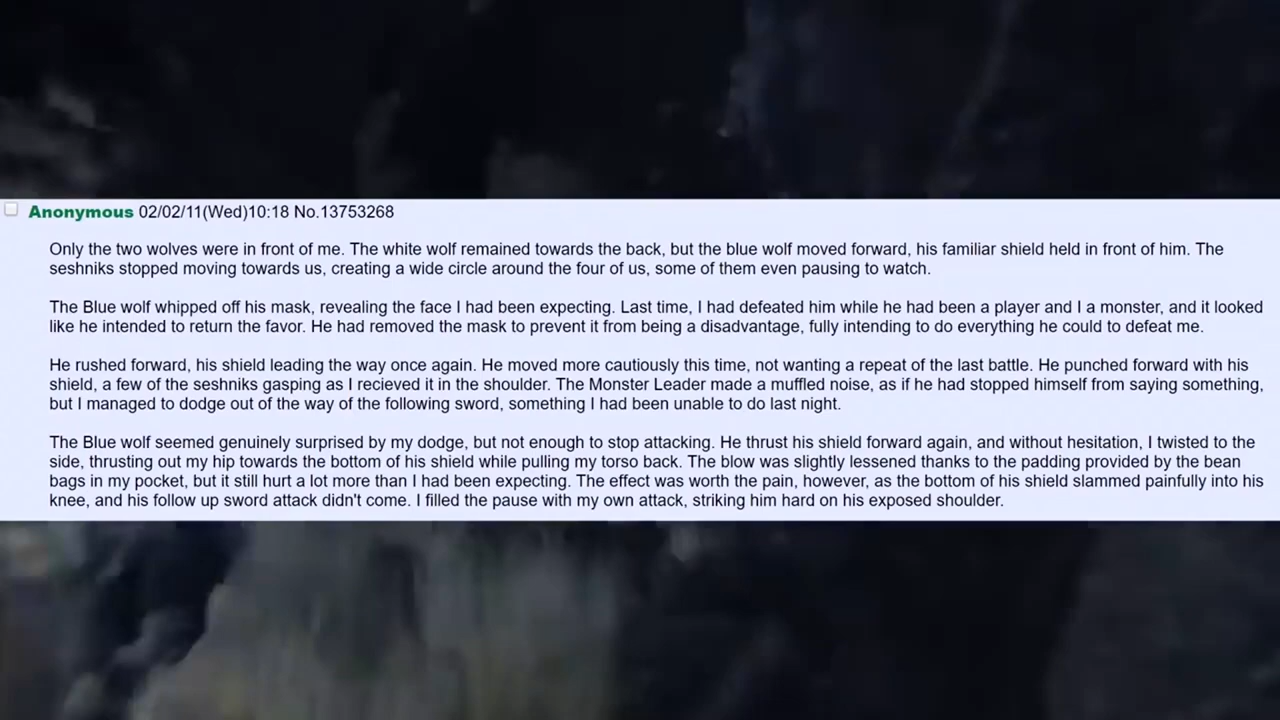 Anonymous 02/02/11(Wed)10:18 No.13753268
Only the two wolves were in front of me. The white wolf remained towards the back, but the blue wolf moved forward, his familiar shield held in front of him. The
seshniks stopped moving towards us, creating a wide circle around the four of us, some of them even pausing to watch.
The Blue wolf whipped off his mask, revealing the face I had been expecting. Last time, I had defeated him while he had been a player and I a monster, and it looked
like he intended to return the favor. He had removed the mask to prevent it from being a disadvantage, fully intending to do everything he could to defeat me.
He rushed forward, his shield leading the way once again. He moved more cautiously this time, not wanting a repeat of the last battle. He punched forward with his
shield, a few of the seshniks gasping as I recieved it in the shoulder. The Monster Leader made a muffled noise, as if he had stopped himself from saying something,
but I managed to dodge out of the way of the following sword, something I had been unable to do last night.
The Blue wolf seemed genuinely surprised by my dodge, but not enough to stop attacking. He thrust his shield forward again, and without hesitation, I twisted to the
side, thrusting out my hip towards the bottom of his shield while pulling my torso back. The blow was slightly lessened thanks to the padding provided by the bean
bags in my pocket, but it still hurt a lot more than I had been expecting. The effect was worth the pain, however, as the bottom of his shield slammed painfully into his
knee, and his follow up sword attack didn't come. I filled the pause with my own attack, striking him hard on his exposed shoulder.